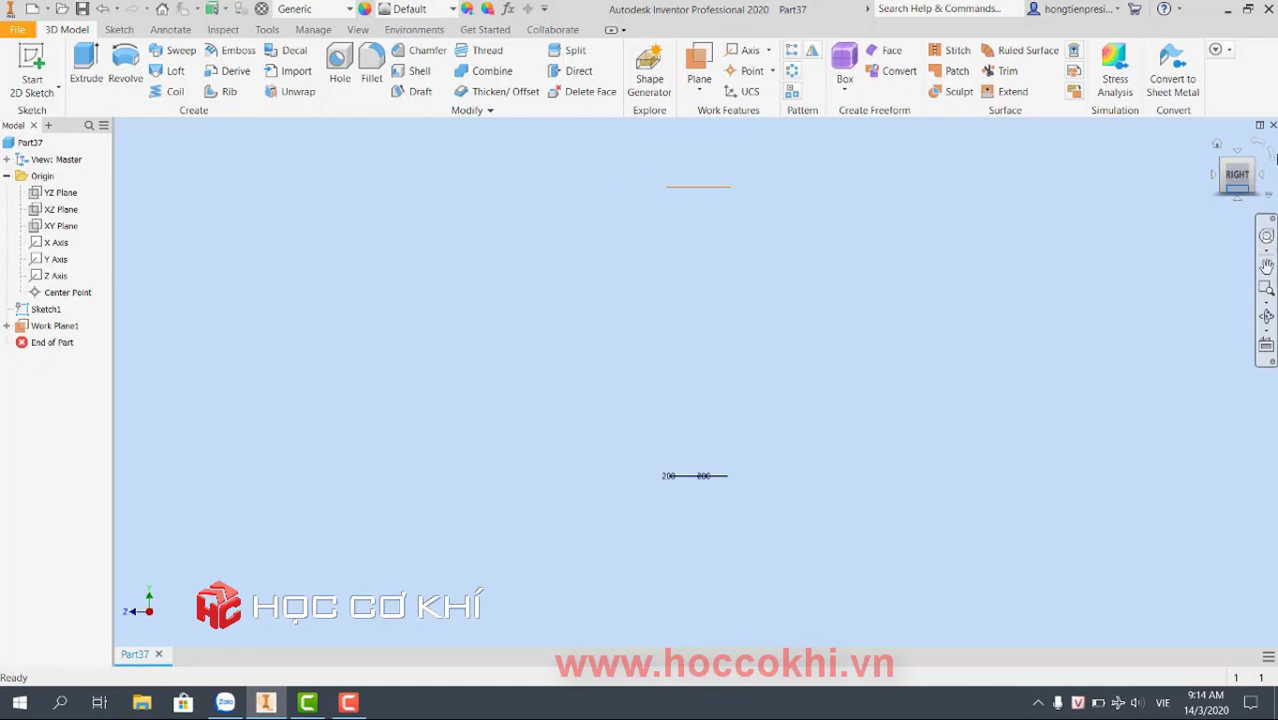 Generic
Default
Autodesk Inventor Professional 2020 Part37
Search Help & Commands...
hongtienpresi...
File
3D Model
Sketch
Annotate
Inspect
Tools
Manage
View
Environments
Get Started
Collaborate
Start
2D Sketch
Extrude
Revolve
Sweep
Loft
Coil
Emboss
Derive
Rib
Decal
Import
Unwrap
Hole
Fillet
Chamfer
Shell
Draft
Thread
Combine
Thicken/ Offset
Split
Direct
Delete Face
Shape
Generator
Plane
Axis
Point
UCS
Box
Face
Convert
Stitch
Patch
Sculpt
Ruled Surface
Trim
Extend
Stress
Analysis
Convert to
Sheet Metal
Sketch
Create
Modify
Explore
Work Features
Pattern
Create Freeform
Surface
Simulation
Convert
Model
Part37
View: Master
Origin
YZ Plane
XZ Plane
XY Plane
X Axis
Y Axis
Z Axis
Center Point
Sketch1
Work Plane1
End of Part
RIGHT
200 200
Y
Z
HỌC CƠ KHÍ
Part37
www.hoccokhi.vn
Ready
1 1
Zalo
VIE
9:14 AM
14/3/2020